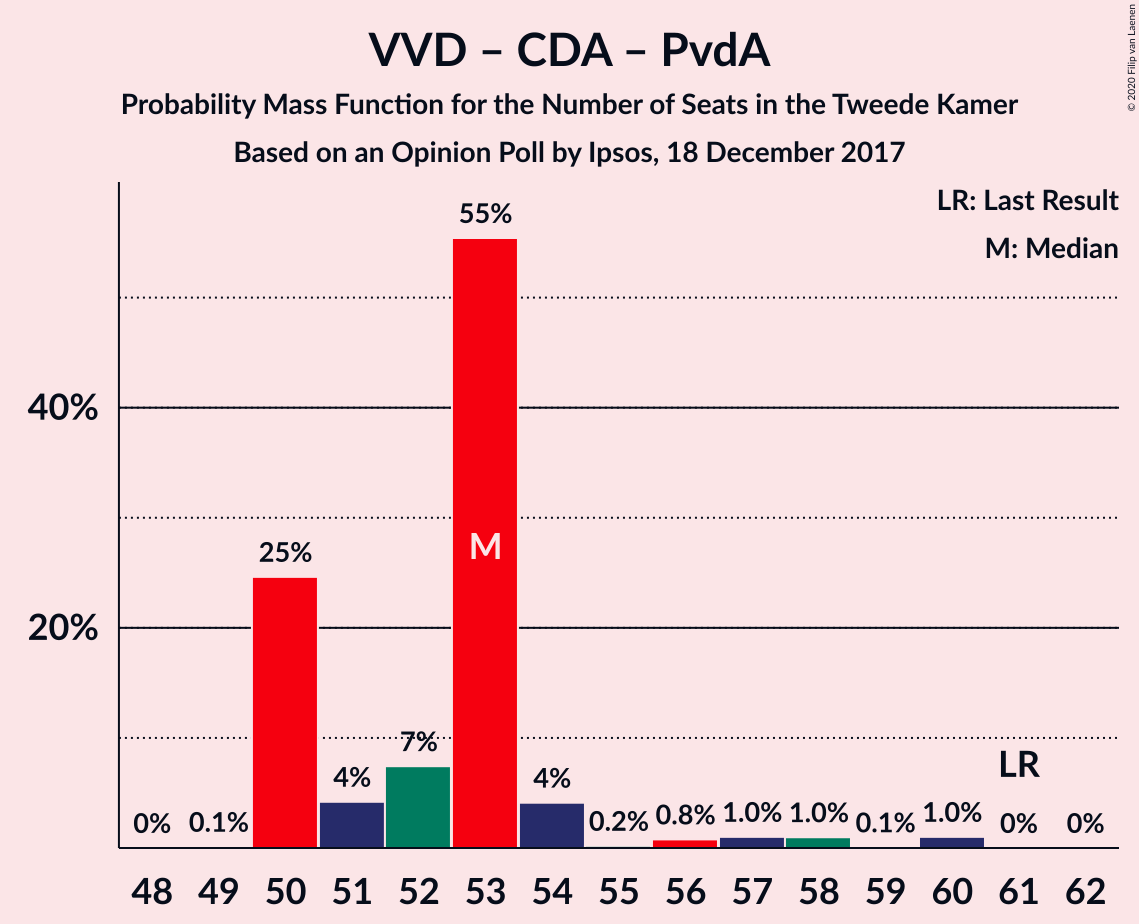 VVD – CDA – PvdA
Probability Mass Function for the Number of Seats in the Tweede Kamer
Based on an Opinion Poll by Ipsos, 18 December 2017
© 2020 Filip van Laenen
LR: Last Result
M: Median
40%
20%
0%
0.1%
25%
4%
7%
55%
M
4%
0.2%
0.8%
1.0%
1.0%
0.1%
1.0%
LR
0%
0%
48 49 50 51 52 53 54 55 56 57 58 59 60 61 62